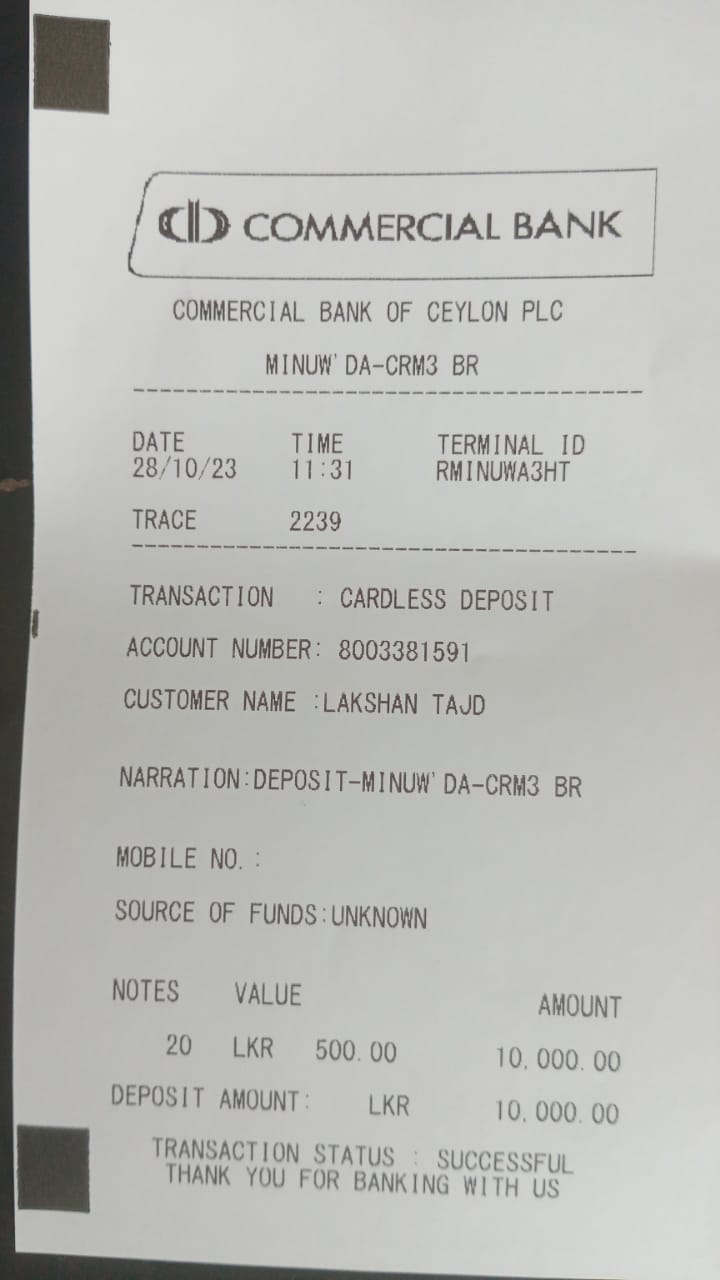 COMMERCIAL BANK
COMMERCIAL BANK OF CEYLON PLC
MINUW'DA-CRM3 BR
DATE TIME TERMINAL ID
28/10/23 11:31 RMINUWA3HT
TRACE 2239
TRANSACTION : CARDLESS DEPOSIT
ACCOUNT NUMBER: 8003381591
CUSTOMER NAME :LAKSHAN TAJD
NARRATION:DEPOSIT-MINUW'DA-CRM3 BR
MOBILE NO. :
SOURCE OF FUNDS:UNKNOWN
NOTES VALUE AMOUNT
20 LKR 500.00 10,000.00
DEPOSIT AMOUNT: LKR 10,000.00
TRANSACTION STATUS : SUCCESSFUL
THANK YOU FOR BANKING WITH US